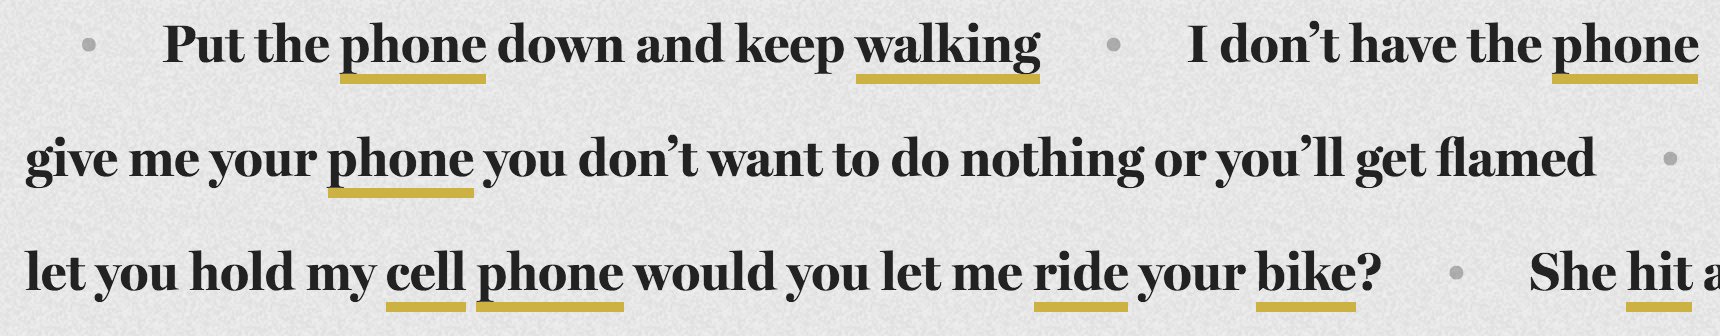 • Put the phone down and keep walking • I don’t have the phone
give me your phone you don’t want to do nothing or you’ll get flamed •
let you hold my cell phone would you let me ride your bike? • She hit